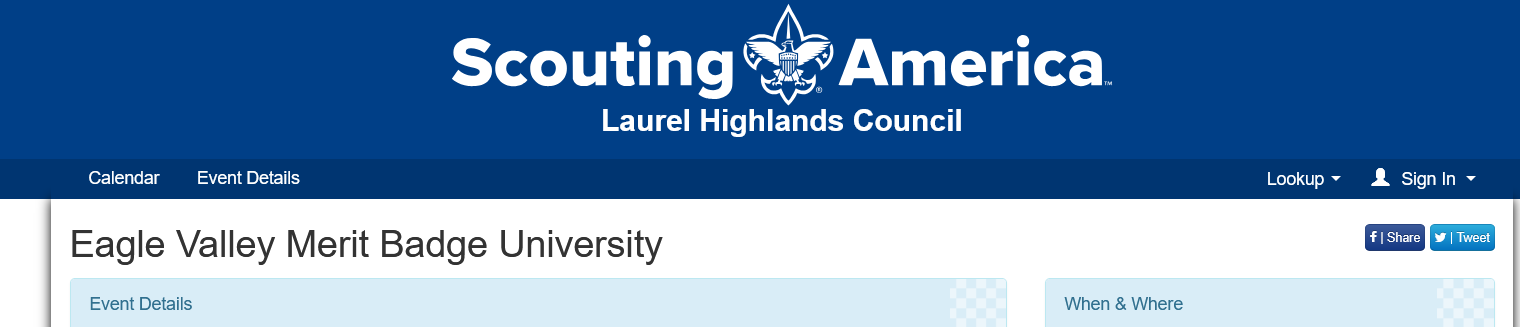 Scouting America™
®
Laurel Highlands Council
Calendar Event Details Lookup Sign In
Eagle Valley Merit Badge University
f | Share | Tweet
Event Details When & Where